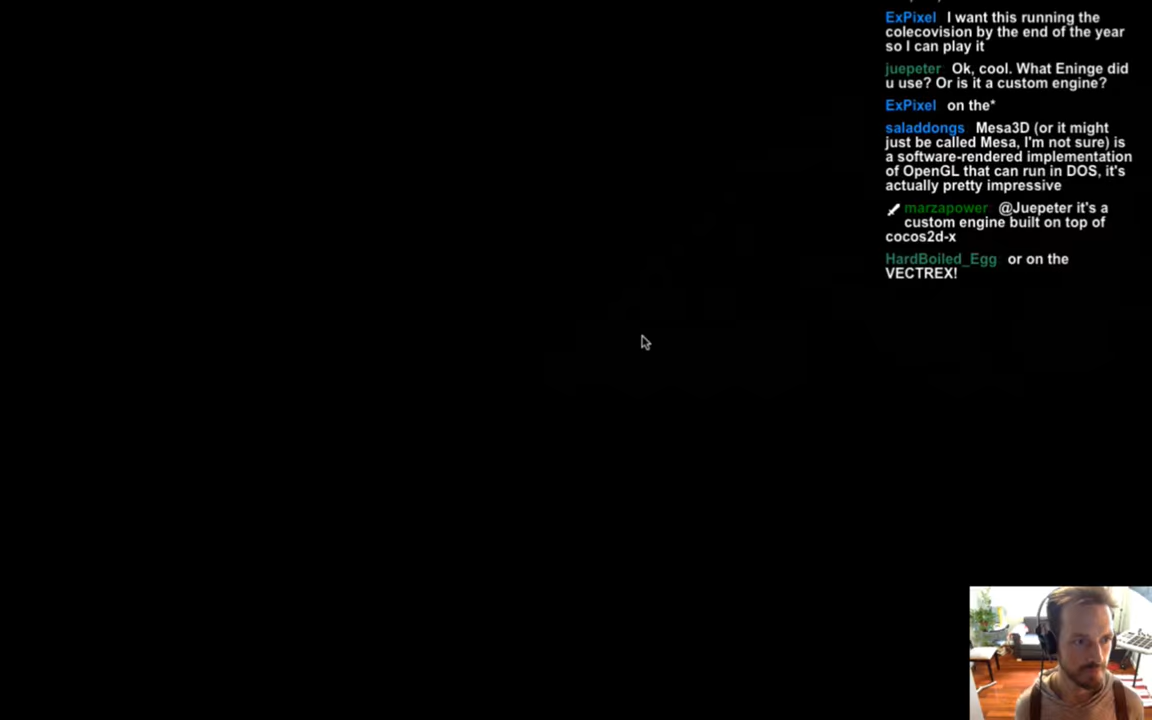 ExPixel I want this running the
colecovision by the end of the year
so I can play it
juepeter Ok, cool. What Eninge did
u use? Or is it a custom engine?
ExPixel on the*
saladdongs Mesa3D (or it might
just be called Mesa, I'm not sure) is
a software-rendered implementation
of OpenGL that can run in DOS, it's
actually pretty impressive
marzapower @Juepeter it's a
custom engine built on top of
cocos2d-x
HardBoiled_Egg or on the
VECTREX!